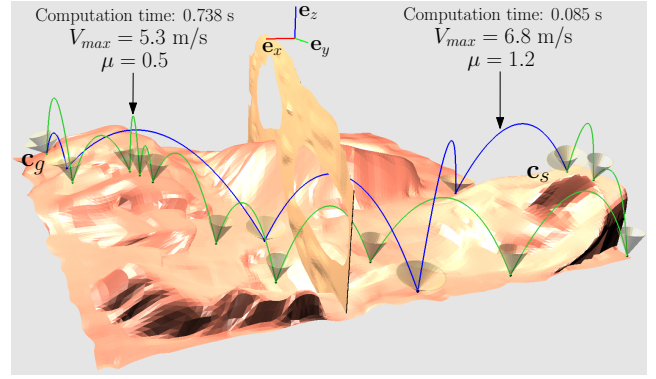 Computation time: 0.738 s
V_max = 5.3 m/s
μ = 0.5
Computation time: 0.085 s
V_max = 6.8 m/s
μ = 1.2
e_z
e_x
e_y
c_g
c_s